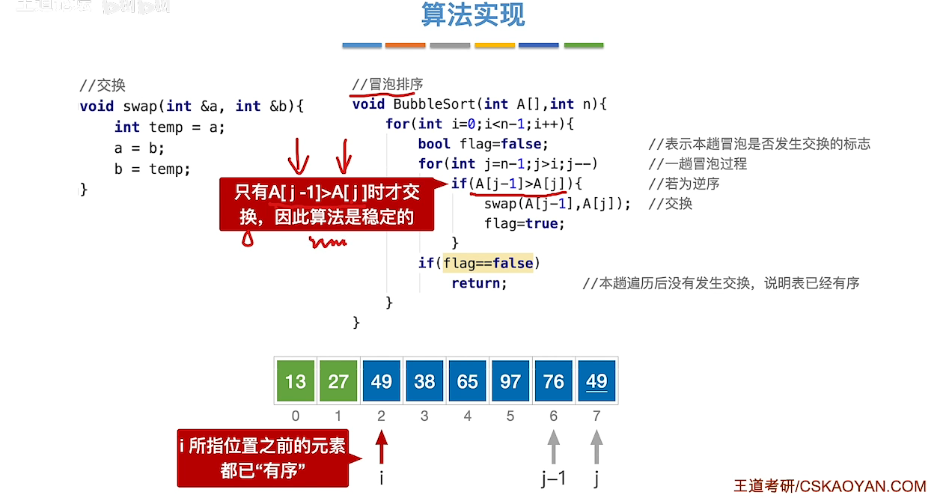 算法实现
//交换
void swap(int &a, int &b){
int temp = a;
a = b;
b = temp;
}
//冒泡排序
void BubbleSort(int A[],int n){
for(int i=0;i<n-1;i++){
bool flag=false; //表示本趟冒泡是否发生交换的标志
for(int j=n-1;j>i;j--) //一趟冒泡过程
if(A[j-1]>A[j]){ //若为逆序
swap(A[j-1],A[j]); //交换
flag=true;
}
if(flag==false)
return; //本趟遍历后没有发生交换，说明表已经有序
}
}
只有A[ j -1]>A[ j ]时才交
换，因此算法是稳定的
13 27 49 38 65 97 76 49
0 1 2 3 4 5 6 7
i 所指位置之前的元素
都已“有序”
i j-1 j
王道考研/CSKAOYAN.COM